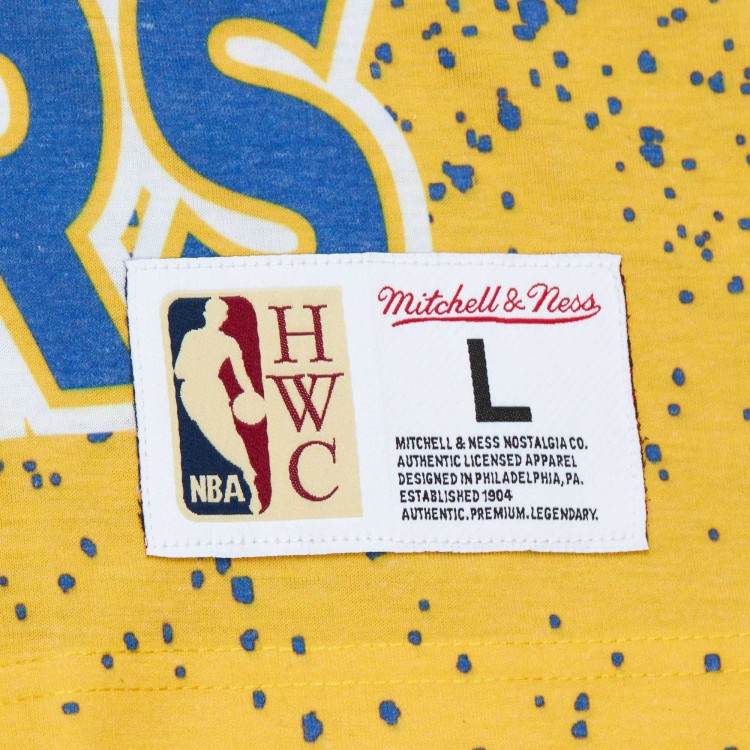 RS
NBA
H
W
C
Mitchell & Ness
L
MITCHELL & NESS NOSTALGIA CO.
AUTHENTIC LICENSED APPAREL
DESIGNED IN PHILADELPHIA, PA.
ESTABLISHED 1904
AUTHENTIC.PREMIUM.LEGENDARY.